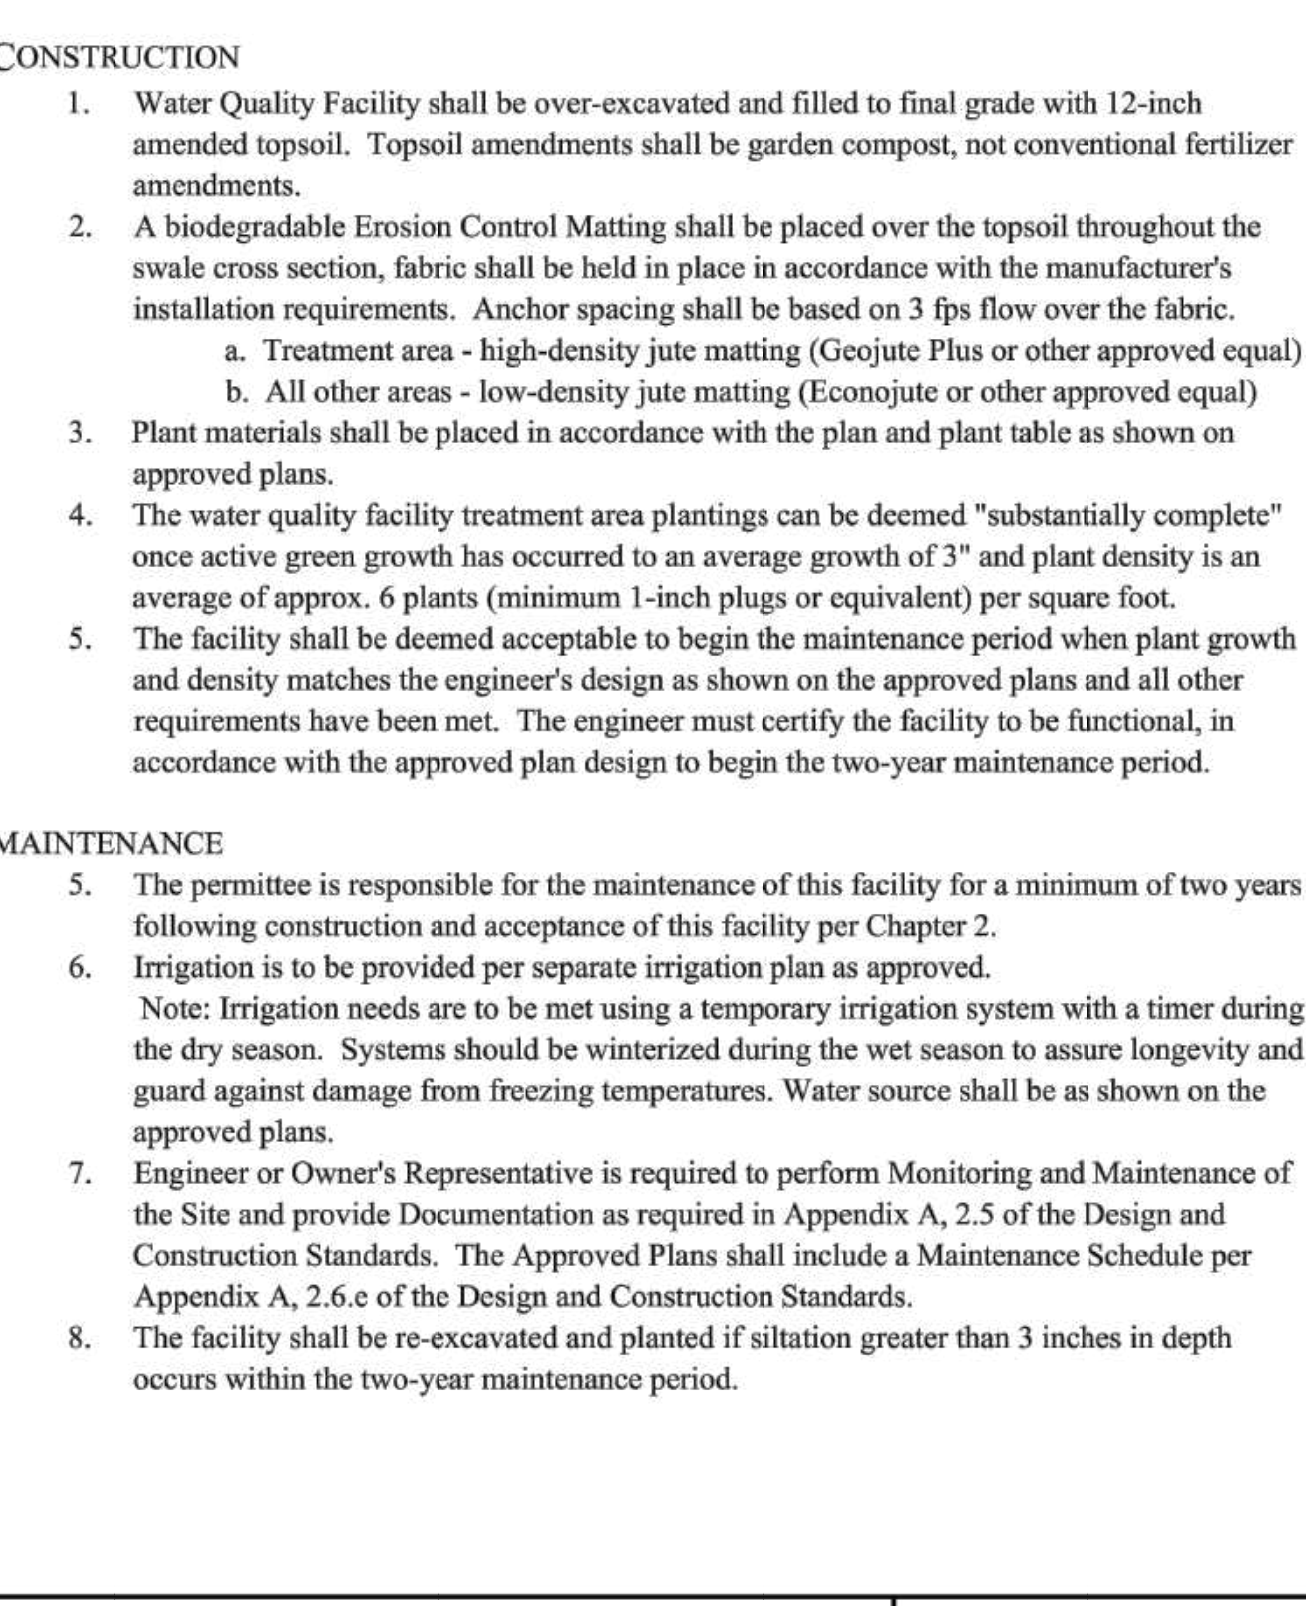 CONSTRUCTION
1. Water Quality Facility shall be over-excavated and filled to final grade with 12-inch
amended topsoil. Topsoil amendments shall be garden compost, not conventional fertilizer
amendments.
2. A biodegradable Erosion Control Matting shall be placed over the topsoil throughout the
swale cross section, fabric shall be held in place in accordance with the manufacturer's
installation requirements. Anchor spacing shall be based on 3 fps flow over the fabric.
a. Treatment area - high-density jute matting (Geojute Plus or other approved equal)
b. All other areas - low-density jute matting (Econojute or other approved equal)
3. Plant materials shall be placed in accordance with the plan and plant table as shown on
approved plans.
4. The water quality facility treatment area plantings can be deemed "substantially complete"
once active green growth has occurred to an average growth of 3" and plant density is an
average of approx. 6 plants (minimum 1-inch plugs or equivalent) per square foot.
5. The facility shall be deemed acceptable to begin the maintenance period when plant growth
and density matches the engineer's design as shown on the approved plans and all other
requirements have been met. The engineer must certify the facility to be functional, in
accordance with the approved plan design to begin the two-year maintenance period.
MAINTENANCE
5. The permittee is responsible for the maintenance of this facility for a minimum of two years
following construction and acceptance of this facility per Chapter 2.
6. Irrigation is to be provided per separate irrigation plan as approved.
Note: Irrigation needs are to be met using a temporary irrigation system with a timer during
the dry season. Systems should be winterized during the wet season to assure longevity and
guard against damage from freezing temperatures. Water source shall be as shown on the
approved plans.
7. Engineer or Owner's Representative is required to perform Monitoring and Maintenance of
the Site and provide Documentation as required in Appendix A, 2.5 of the Design and
Construction Standards. The Approved Plans shall include a Maintenance Schedule per
Appendix A, 2.6.e of the Design and Construction Standards.
8. The facility shall be re-excavated and planted if siltation greater than 3 inches in depth
occurs within the two-year maintenance period.